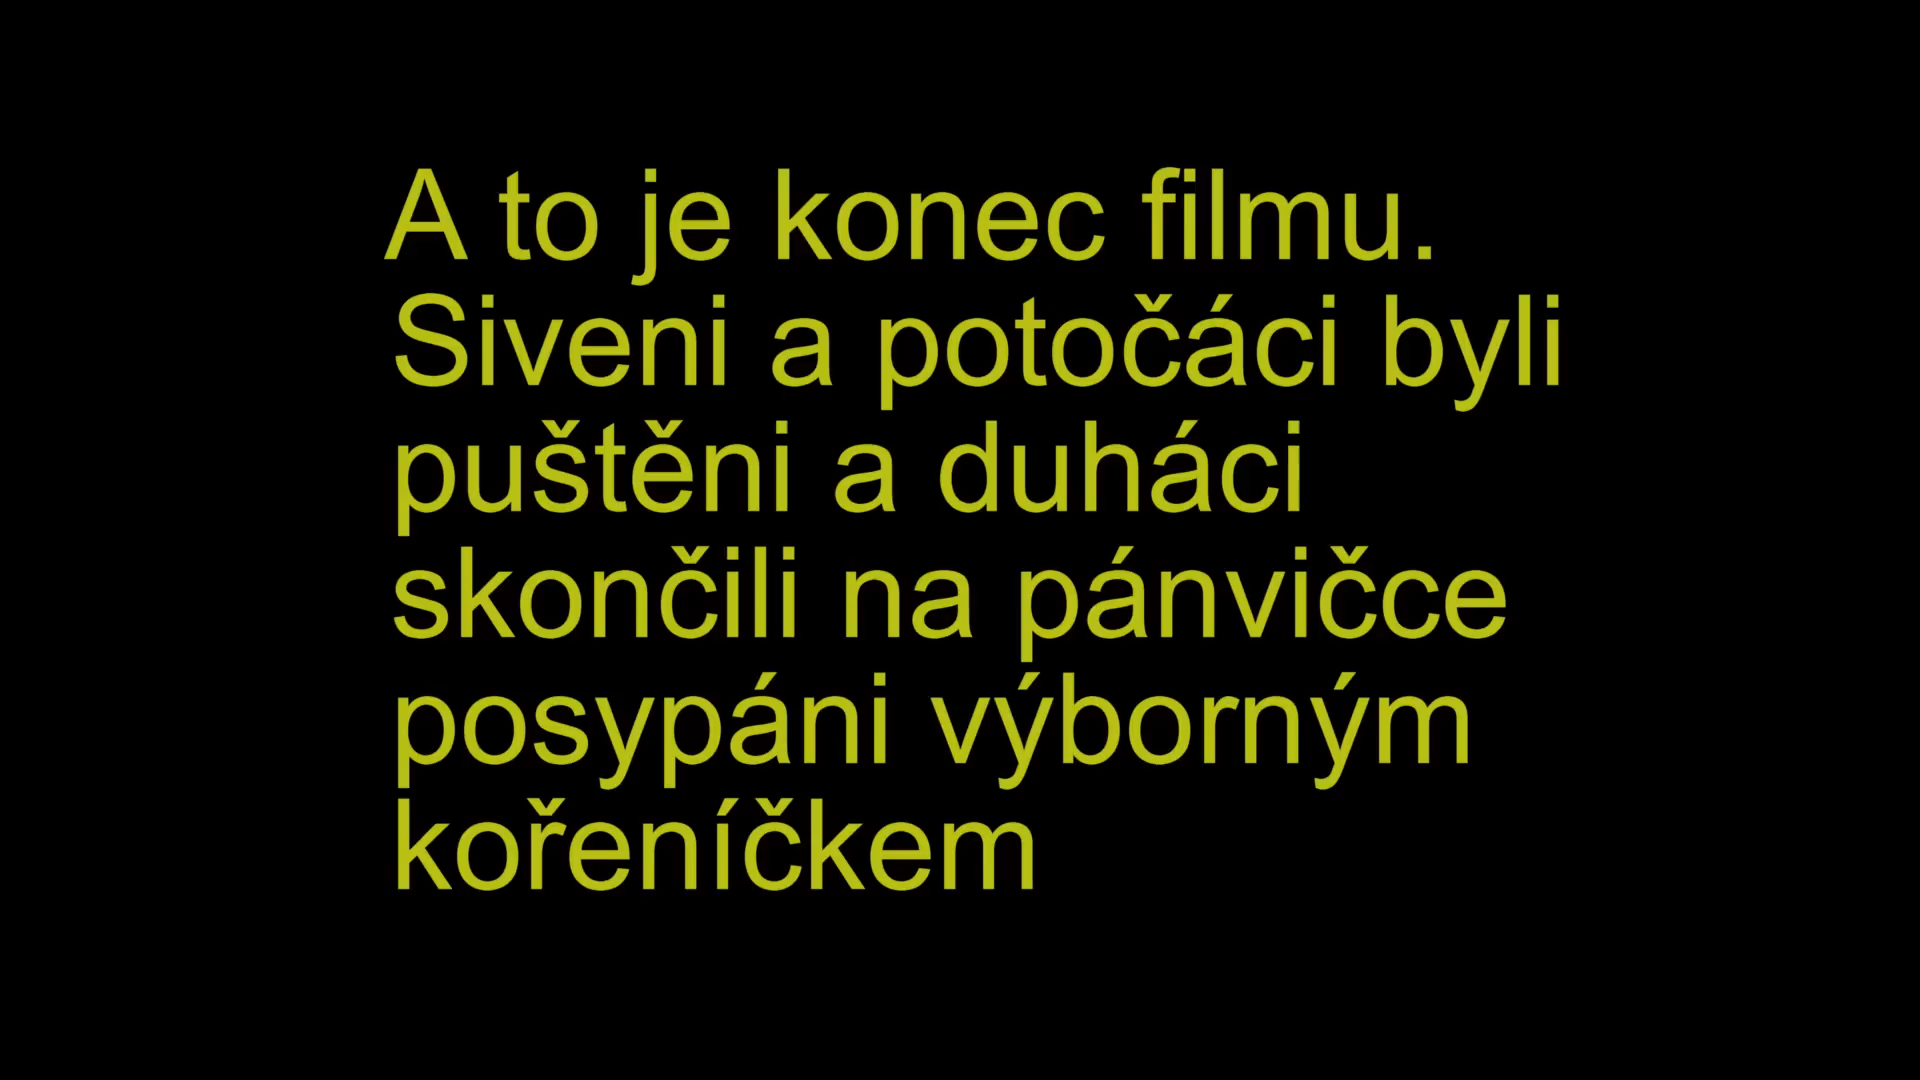 A to je konec filmu.
Siveni a potočáci byli
puštěni a duháci
skončili na pánvičce
posypáni výborným
kořeníčkem